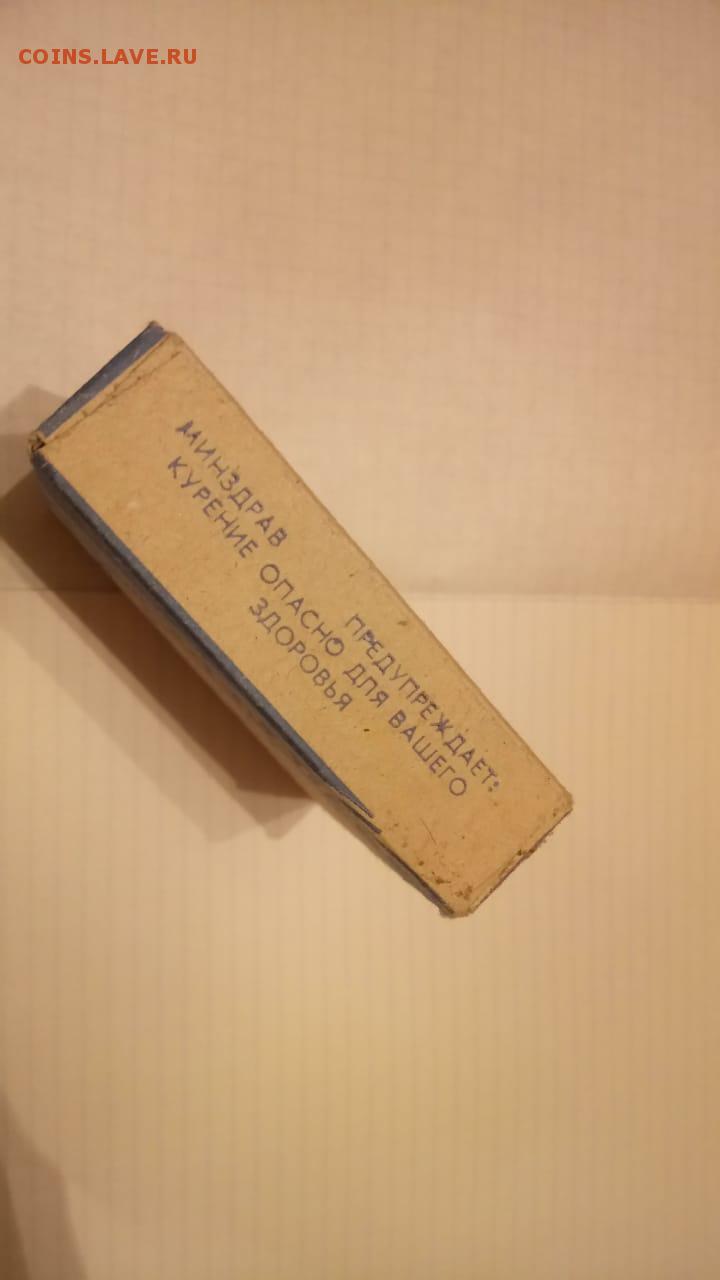 COINS.LAVE.RU
МИНЗДРАВ ПРЕДУПРЕЖДАЕТ:
КУРЕНИЕ ОПАСНО ДЛЯ ВАШЕГО
ЗДОРОВЬЯ